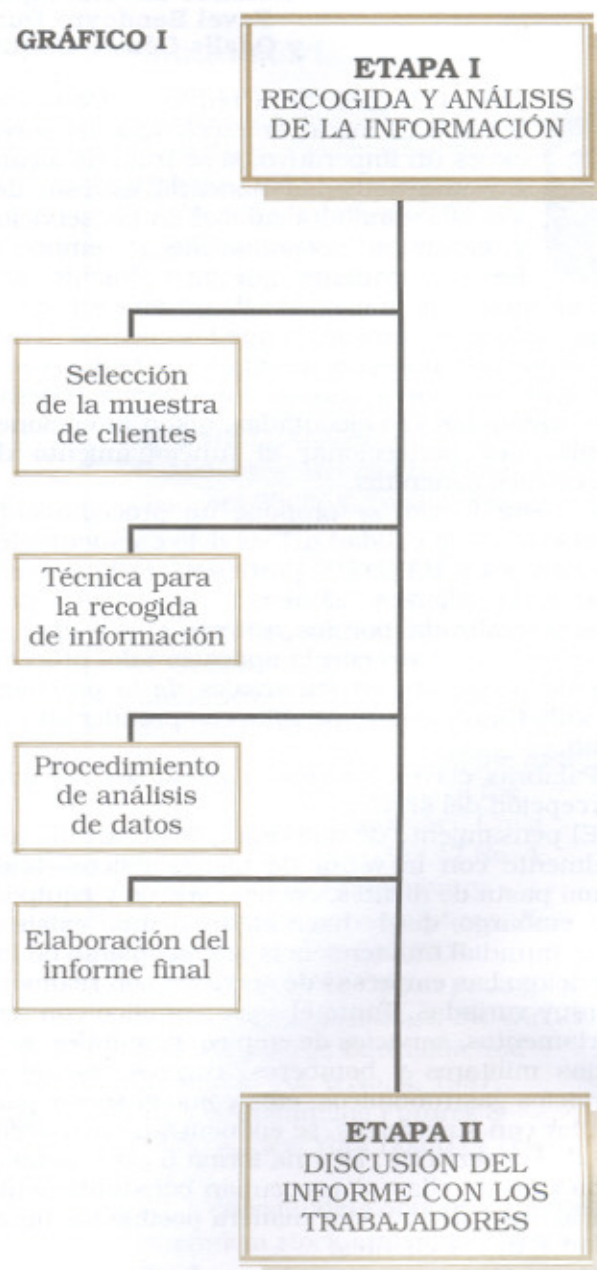 GRÁFICO I
ETAPA I
RECOGIDA Y ANÁLISIS
DE LA INFORMACIÓN
Selección
de la muestra
de clientes
Técnica para
la recogida
de información
Procedimiento
de análisis
de datos
Elaboración del
informe final
ETAPA II
DISCUSIÓN DEL
INFORME CON LOS
TRABAJADORES